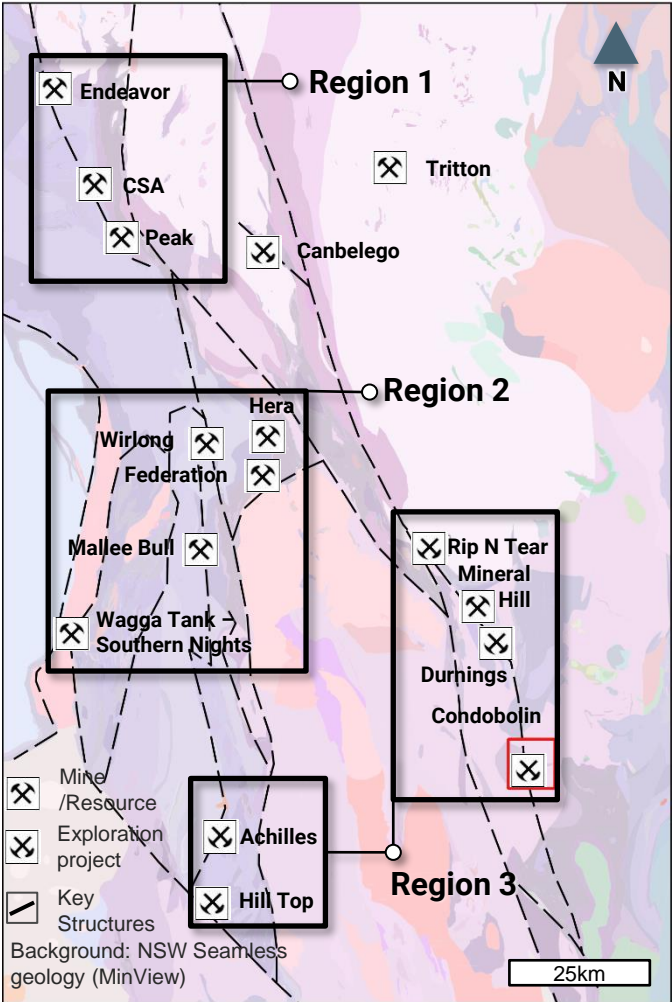 Region 1
N
Endeavor
Tritton
CSA
Peak
Canbelego
Region 2
Hera
Wirlong
Federation
Mallee Bull
Rip N Tear
Mineral
Hill
Wagga Tank -
Southern Nights
Durnings
Condobolin
Mine
/Resource
Exploration
project
Achilles
Region 3
Key
Structures
Hill Top
Background: NSW Seamless
geology (MinView)
25km